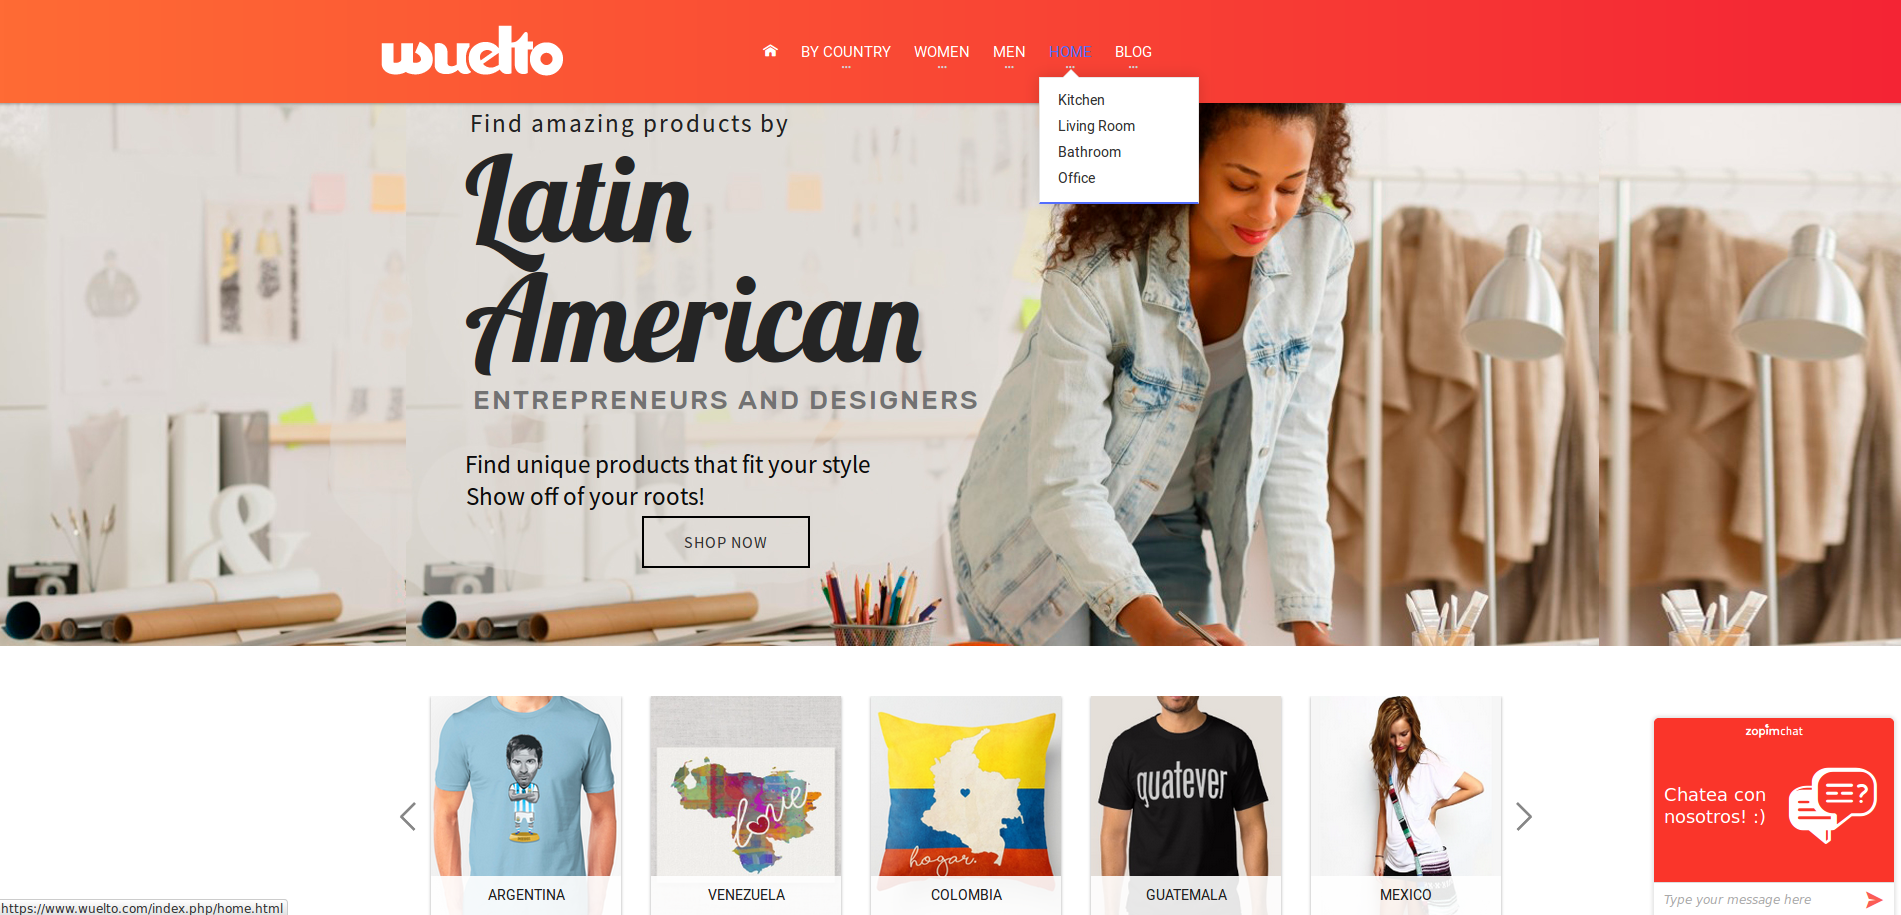 wuelto
BY COUNTRY WOMEN MEN HOME BLOG
Kitchen
Living Room
Bathroom
Office
Find amazing products by
Latin
American
ENTREPRENEURS AND DESIGNERS
Find unique products that fit your style
Show off of your roots!
SHOP NOW
&
love
hogar.
quatever
ARGENTINA
VENEZUELA
COLOMBIA
GUATEMALA
MEXICO
zopim chat
Chatea con
nosotros! :)
?
Type your message here
https://www.wuelto.com/index.php/home.html